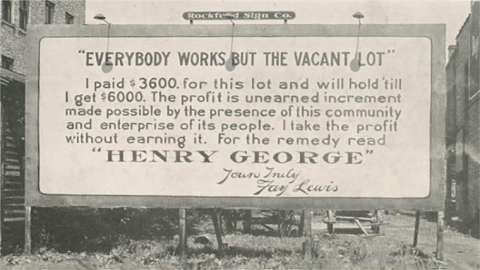 Rockford Sign Co.
"EVERYBODY WORKS BUT THE VACANT LOT"
I paid $3600. for this lot and will hold 'till
I get $6000. The profit is unearned increment
made possible by the presence of this community
and enterprise of its people. I take the profit
without earning it. For the remedy read
"HENRY GEORGE"
Yours Truly
Fay Lewis